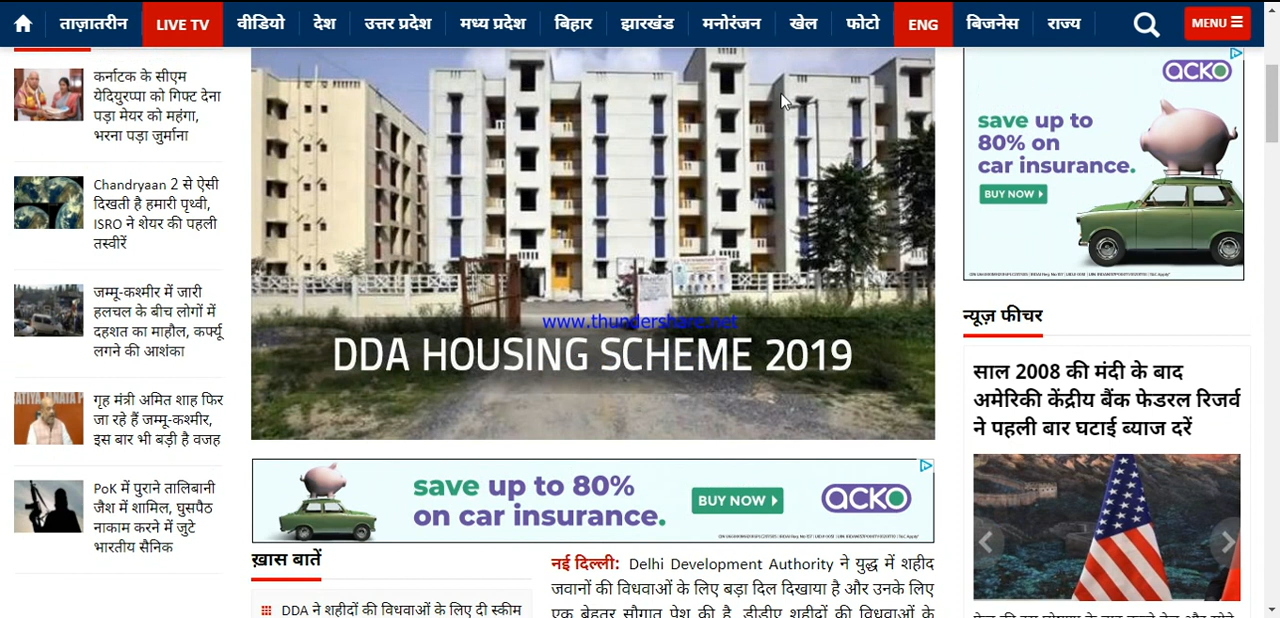 ताज़ातरीन LIVE TV वीडियो देश उत्तर प्रदेश मध्य प्रदेश बिहार झारखंड मनोरंजन खेल फोटो ENG बिजनेस राज्य MENU
कर्नाटक के सीएम
येदियुरप्पा को गिफ्ट देना
पड़ा मेयर को महंगा,
भरना पड़ा जुर्माना
Chandryaan 2 से ऐसी
दिखती है हमारी पृथ्वी,
ISRO ने शेयर की पहली
तस्वीरें
जम्मू-कश्मीर में जारी
हलचल के बीच लोगों में
दहशत का माहौल, कर्फ्यू
लगने की आशंका
गृह मंत्री अमित शाह फिर
जा रहे हैं जम्मू-कश्मीर,
इस बार भी बड़ी है वजह
PoK में पुराने तालिबानी
जैश में शामिल, घुसपैठ
नाकाम करने में जुटे
भारतीय सैनिक
www.thundershare.net
DDA HOUSING SCHEME 2019
save up to 80%
on car insurance.
BUY NOW
acko
ख़ास बातें
DDA ने शहीदों की विधवाओं के लिए दी स्कीम
नई दिल्ली: Delhi Development Authority ने युद्ध में शहीद
जवानों की विधवाओं के लिए बड़ा दिल दिखाया है और उनके लिए
एक बेहतर सौगात पेश की है. डीडीए शहीदों की विधवाओं के
acko
save up to
80% on
car insurance.
BUY NOW
न्यूज़ फीचर
साल 2008 की मंदी के बाद
अमेरिकी केंद्रीय बैंक फेडरल रिजर्व
ने पहली बार घटाई ब्याज दरें